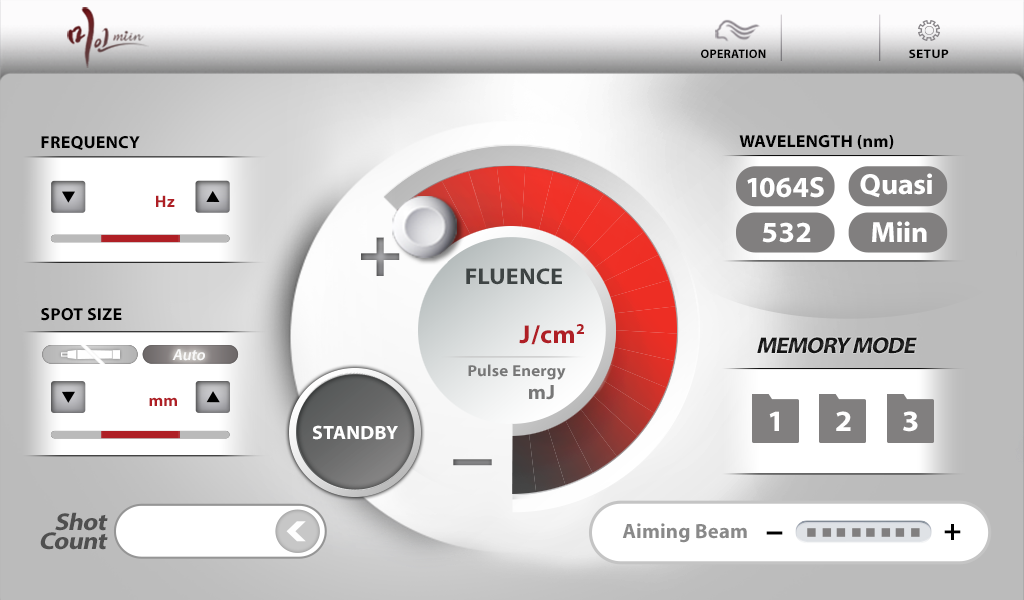 미인 miin
OPERATION
SETUP
FREQUENCY
Hz
SPOT SIZE
Auto
mm
FLUENCE
J/cm²
Pulse Energy
mJ
+
−
STANDBY
WAVELENGTH (nm)
1064S Quasi
532 Miin
MEMORY MODE
1 2 3
Shot
Count
Aiming Beam − +